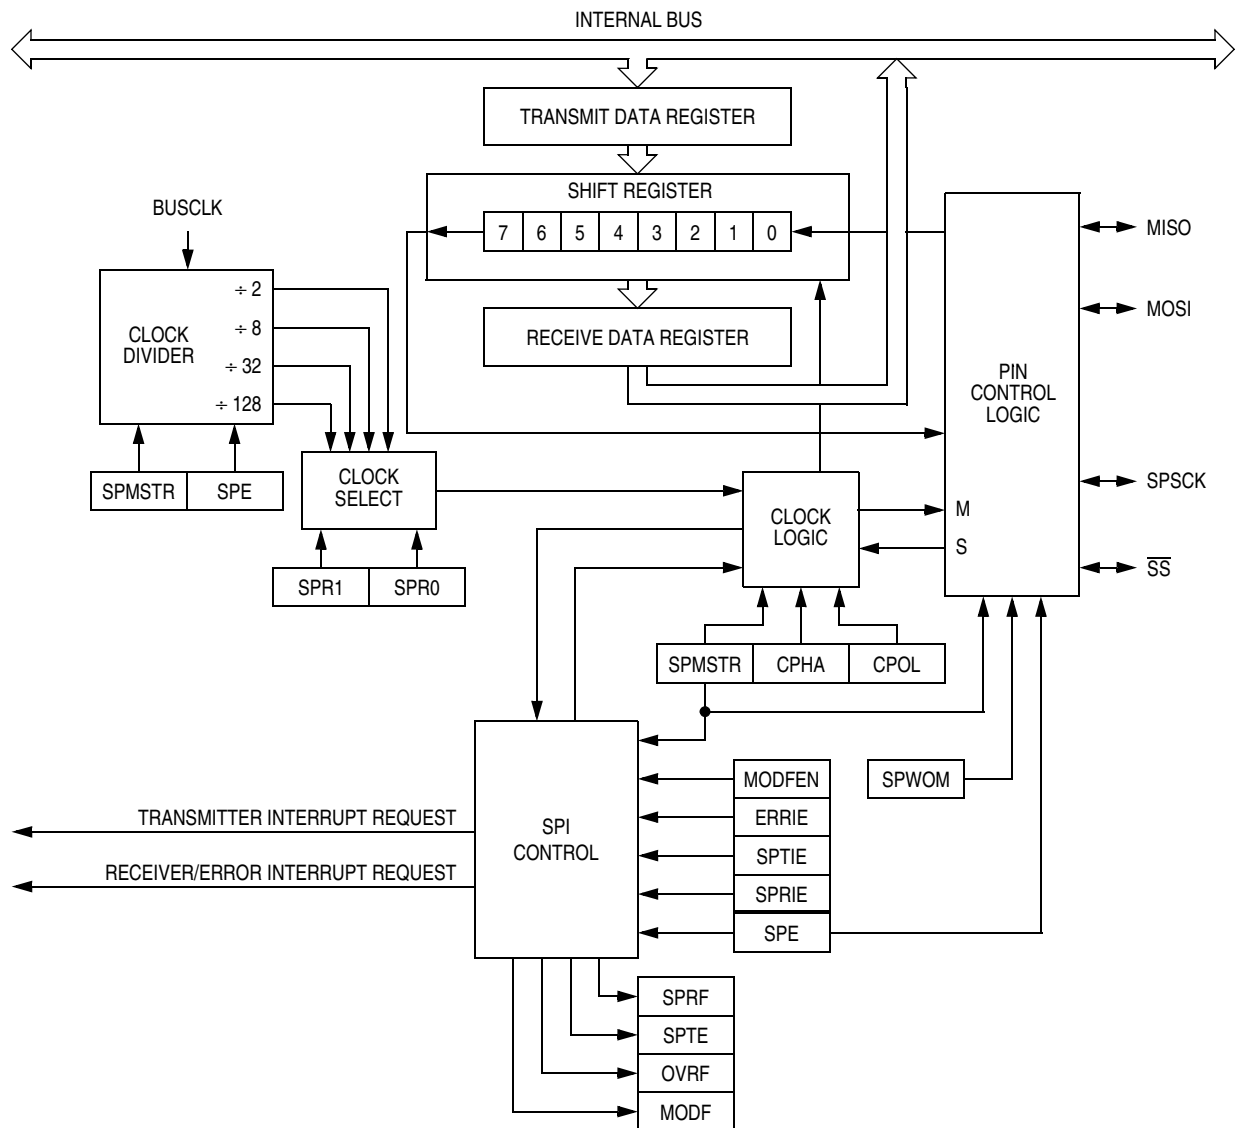 INTERNAL BUS
TRANSMIT DATA REGISTER
SHIFT REGISTER
7 6 5 4 3 2 1 0
RECEIVE DATA REGISTER
BUSCLK
CLOCK
DIVIDER
÷ 2
÷ 8
÷ 32
÷ 128
SPMSTR SPE
CLOCK
SELECT
SPR1 SPR0
PIN
CONTROL
LOGIC
M
S
MISO
MOSI
SPSCK
S̅S̅
CLOCK
LOGIC
SPMSTR CPHA CPOL
SPI
CONTROL
TRANSMITTER INTERRUPT REQUEST
RECEIVER/ERROR INTERRUPT REQUEST
MODFEN
ERRIE
SPTIE
SPRIE
SPE
SPWOM
SPRF
SPTE
OVRF
MODF